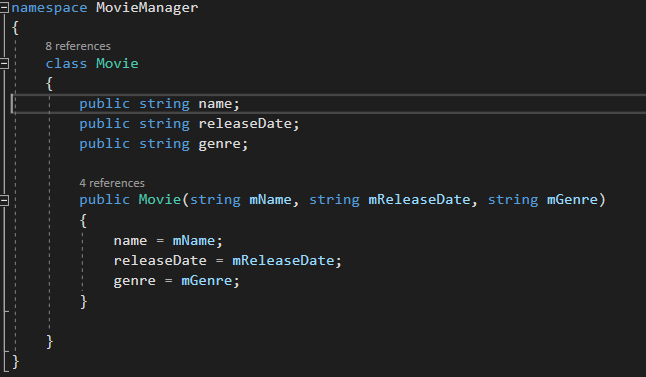 namespace MovieManager
{
8 references
class Movie
{
public string name;
public string releaseDate;
public string genre;
4 references
public Movie(string mName, string mReleaseDate, string mGenre)
{
name = mName;
releaseDate = mReleaseDate;
genre = mGenre;
}
}
}